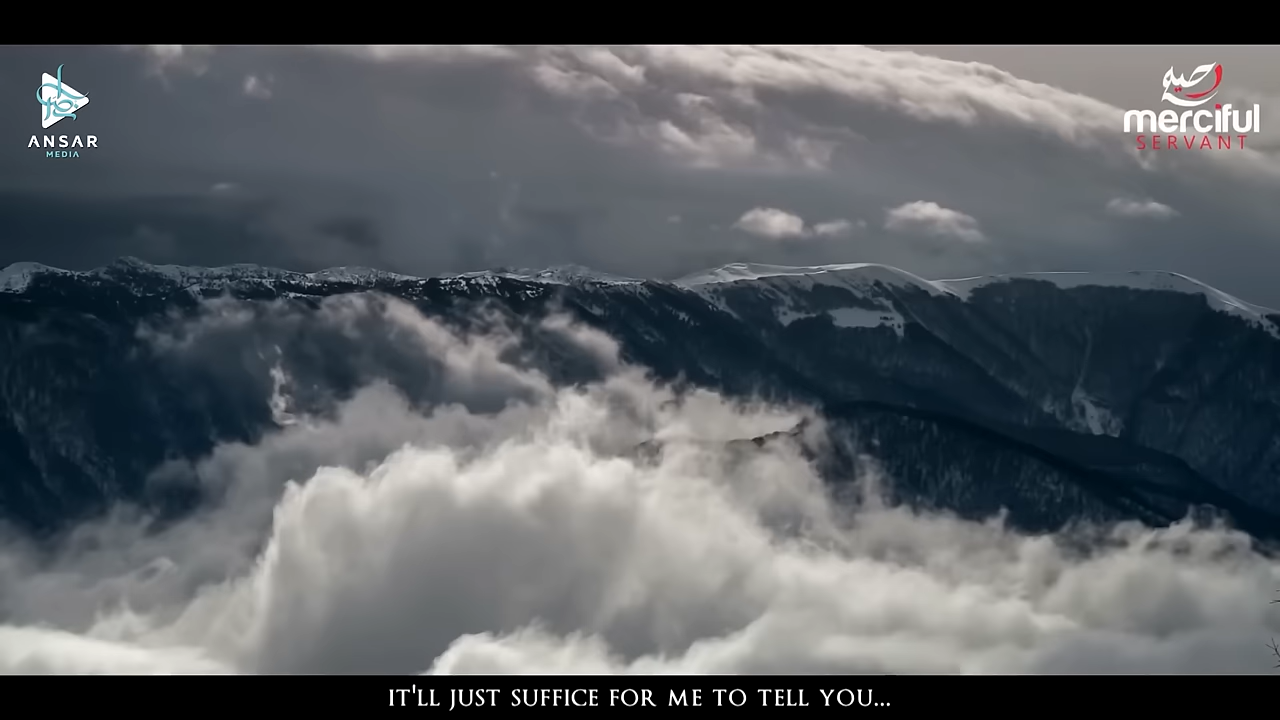 ANSAR
MEDIA
merciful
SERVANT
IT'LL JUST SUFFICE FOR ME TO TELL YOU...